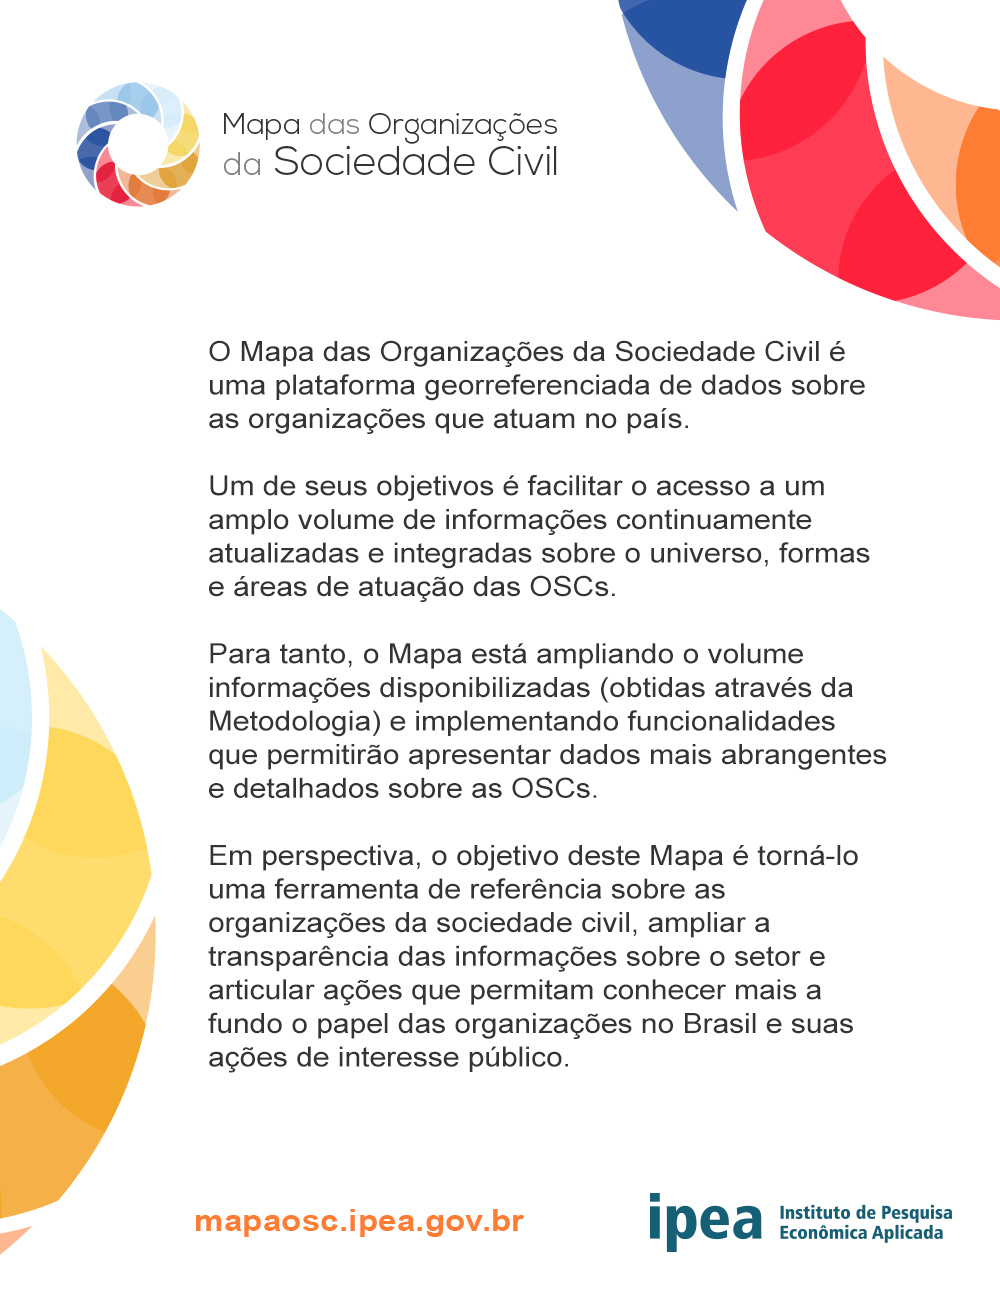 Mapa das Organizações
da Sociedade Civil
O Mapa das Organizações da Sociedade Civil é
uma plataforma georreferenciada de dados sobre
as organizações que atuam no país.
Um de seus objetivos é facilitar o acesso a um
amplo volume de informações continuamente
atualizadas e integradas sobre o universo, formas
e áreas de atuação das OSCs.
Para tanto, o Mapa está ampliando o volume
informações disponibilizadas (obtidas através da
Metodologia) e implementando funcionalidades
que permitirão apresentar dados mais abrangentes
e detalhados sobre as OSCs.
Em perspectiva, o objetivo deste Mapa é torná-lo
uma ferramenta de referência sobre as
organizações da sociedade civil, ampliar a
transparência das informações sobre o setor e
articular ações que permitam conhecer mais a
fundo o papel das organizações no Brasil e suas
ações de interesse público.
mapaosc.ipea.gov.br
ipea Instituto de Pesquisa
Econômica Aplicada